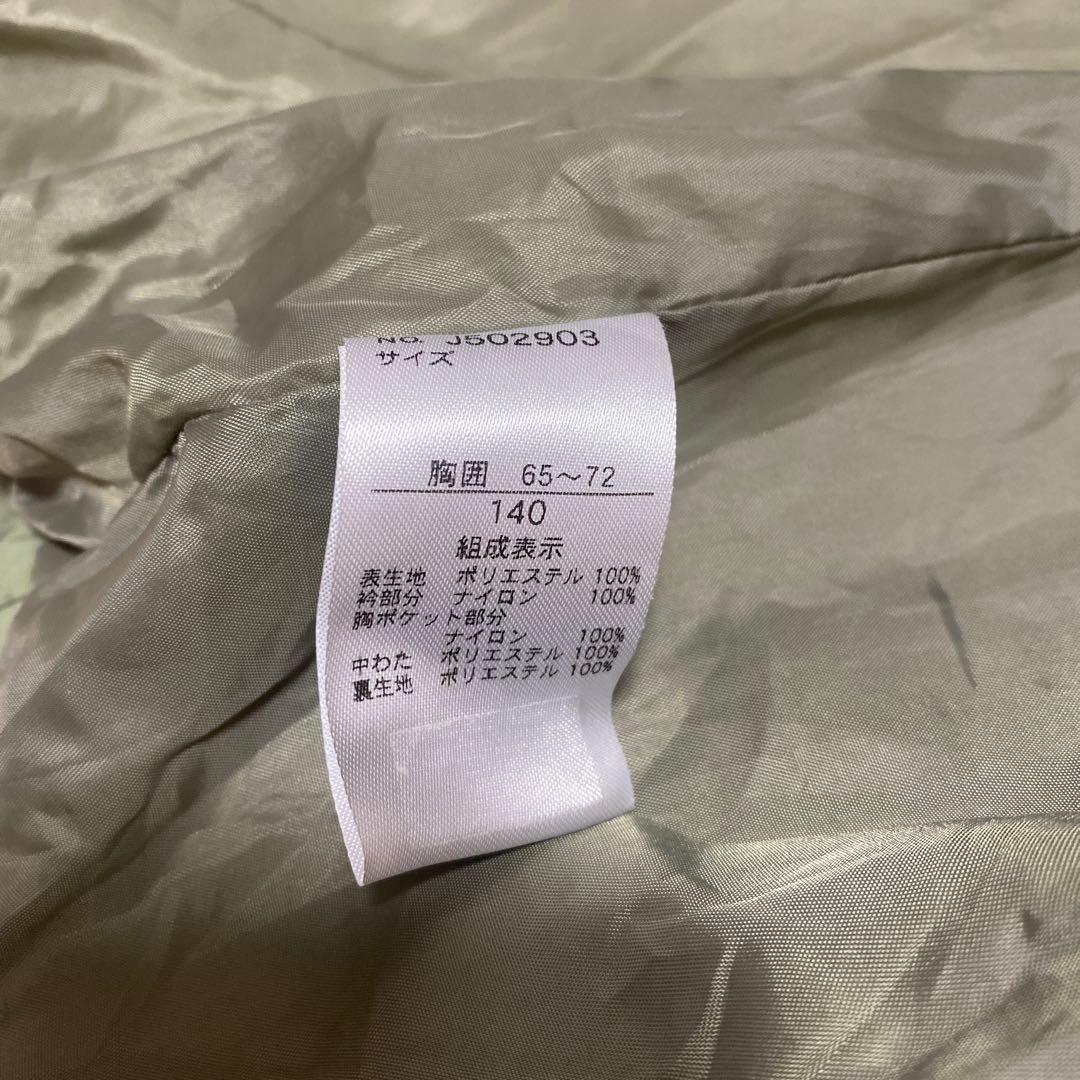 No. J502903
サイズ
胸囲 65～72
140
組成表示
表生地 ポリエステル 100%
衿部分 ナイロン 100%
胸ポケット部分
ナイロン 100%
中わた ポリエステル 100%
裏生地 ポリエステル 100%